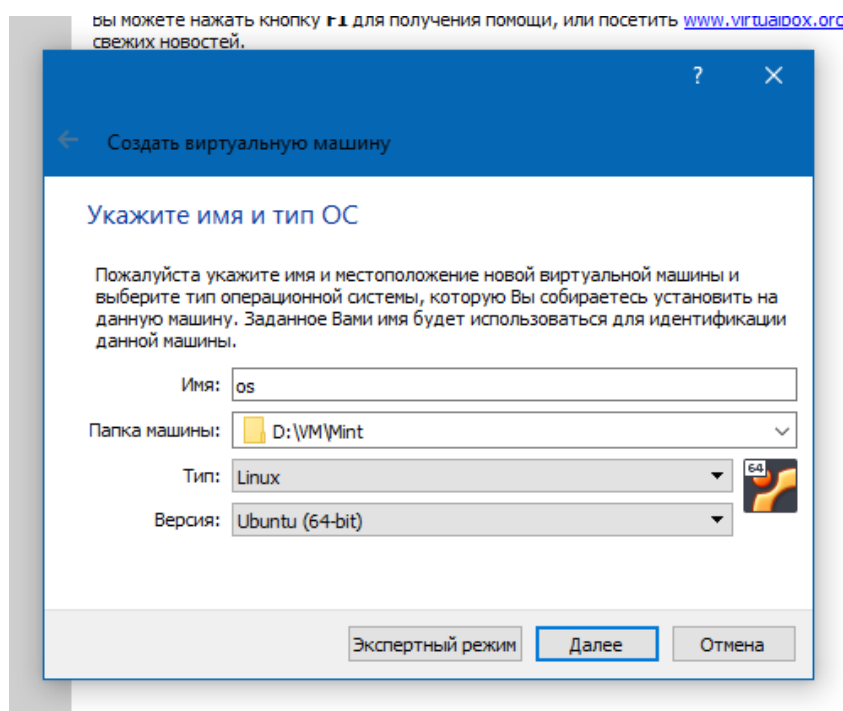 Вы можете нажать кнопку F1 для получения помощи, или посетить www.virtualbox.org
свежих новостей.
?
Создать виртуальную машину
Укажите имя и тип ОС
Пожалуйста укажите имя и местоположение новой виртуальной машины и
выберите тип операционной системы, которую Вы собираетесь установить на
данную машину. Заданное Вами имя будет использоваться для идентификации
данной машины.
Имя: os
Папка машины: D:\VM\Mint
Тип: Linux
64
Версия: Ubuntu (64-bit)
Экспертный режим Далее Отмена